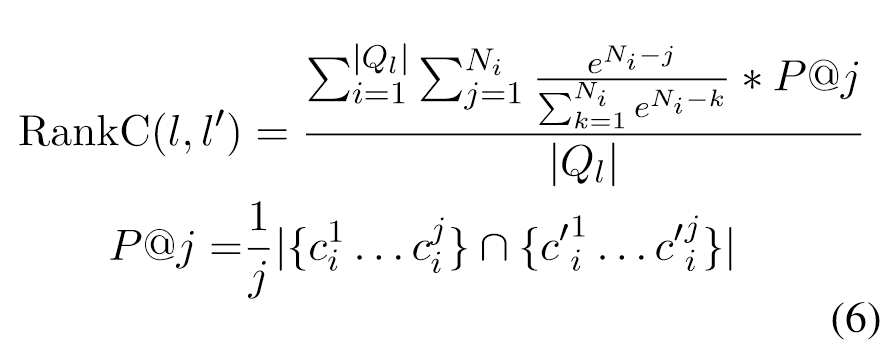 RankC(l, l′) = \frac{\sum_{i=1}^{|Q_l|} \sum_{j=1}^{N_i} \frac{e^{N_i-j}}{\sum_{k=1}^{N_i} e^{N_i-k}} * P@j}{|Q_l|}
P@j = \frac{1}{j} |\{c_i^1 \dots c_i^j\} \cap \{c'^1_i \dots c'^j_i\}|
(6)